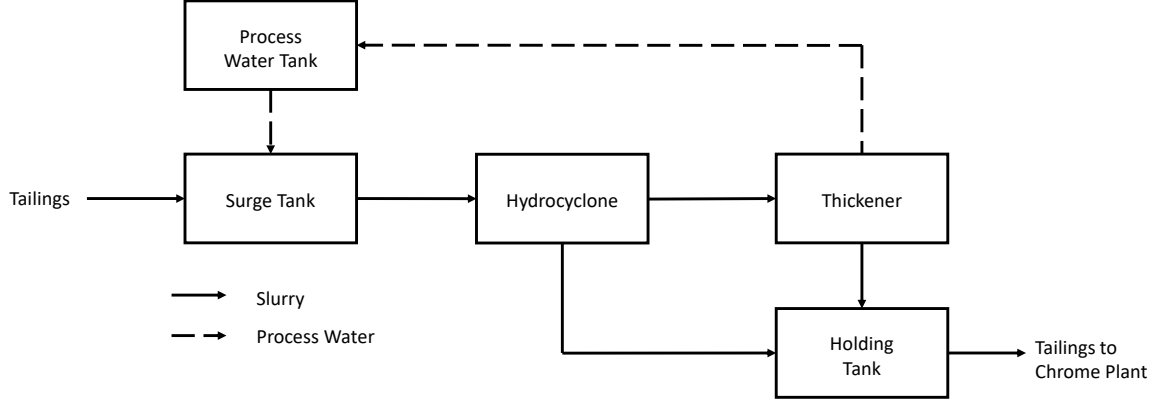 Process
Water Tank
Tailings
Surge Tank
Hydrocyclone
Thickener
Slurry
Process Water
Holding
Tank
Tailings to
Chrome Plant